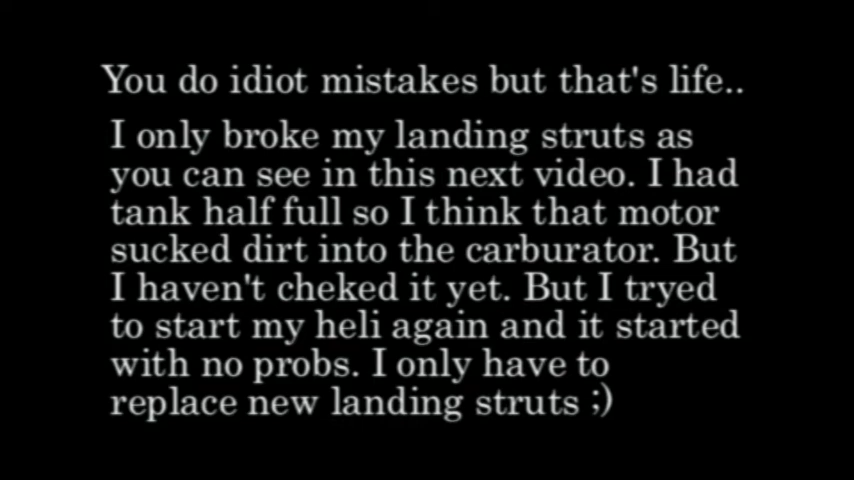 You do idiot mistakes but that's life..
I only broke my landing struts as
you can see in this next video. I had
tank half full so I think that motor
sucked dirt into the carburator. But
I haven't cheked it yet. But I tryed
to start my heli again and it started
with no probs. I only have to
replace new landing struts ;)